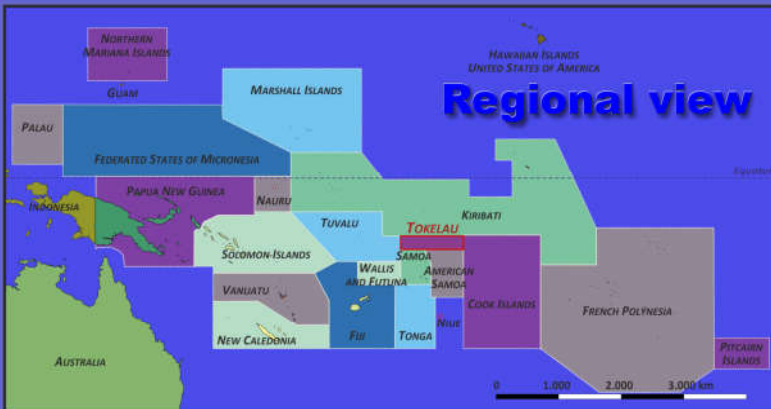 NORTHERN
MARIANA ISLANDS
HAWAIIAN ISLANDS
UNITED STATES OF AMERICA
GUAM
MARSHALL ISLANDS
Regional view
PALAU
FEDERATED STATES OF MICRONESIA
Equator
INDONESIA
PAPUA NEW GUINEA
NAURU
KIRIBATI
TUVALU
TOKELAU
SOLOMON ISLANDS
SAMOA
WALLIS
AND FUTUNA
AMERICAN
SAMOA
VANUATU
COOK ISLANDS
FRENCH POLYNESIA
NIUE
NEW CALEDONIA
FIJI
TONGA
PITCAIRN
ISLANDS
AUSTRALIA
0 1.000 2.000 3.000 km